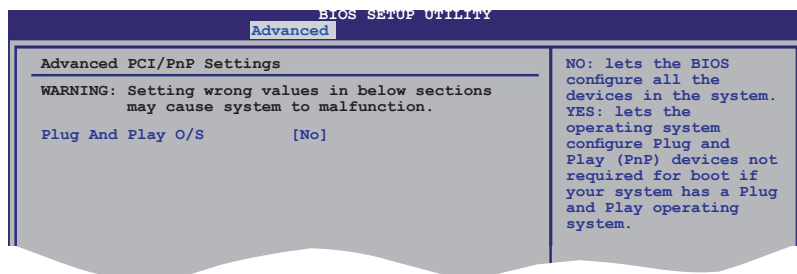 BIOS SETUP UTILITY
Advanced
Advanced PCI/PnP Settings
WARNING: Setting wrong values in below sections
may cause system to malfunction.
Plug And Play O/S [No]
NO: lets the BIOS
configure all the
devices in the system.
YES: lets the
operating system
configure Plug and
Play (PnP) devices not
required for boot if
your system has a Plug
and Play operating
system.